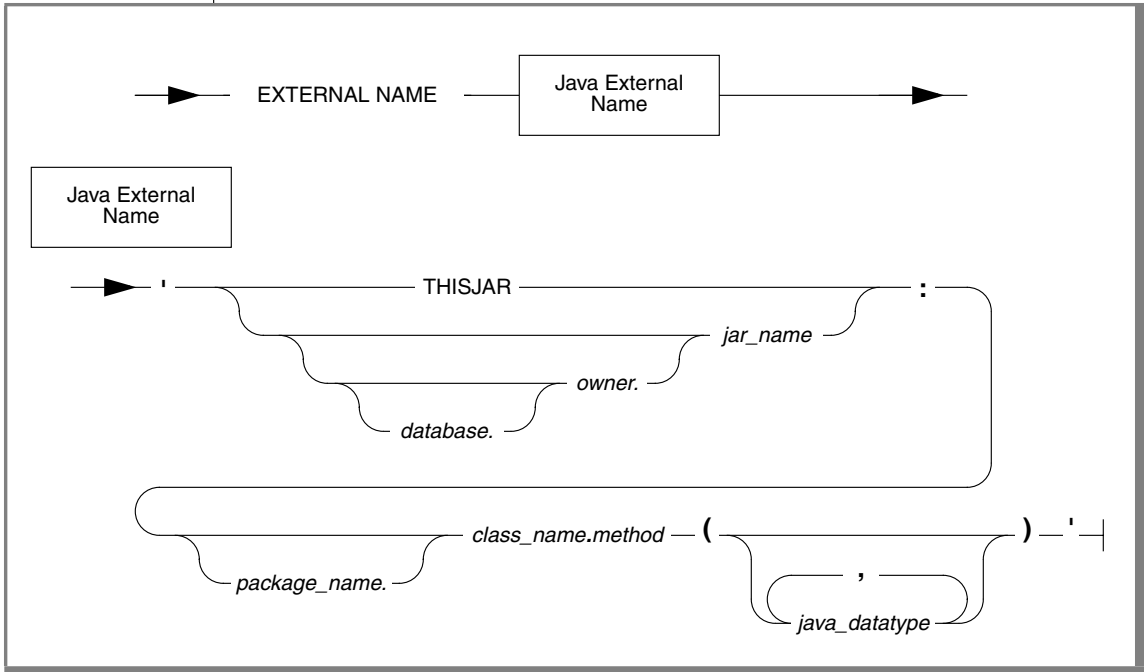 EXTERNAL NAME
Java External
Name
Java External
Name
' THISJAR :
jar_name
owner.
database.
class_name.method ( ) '
package_name.
,
java_datatype